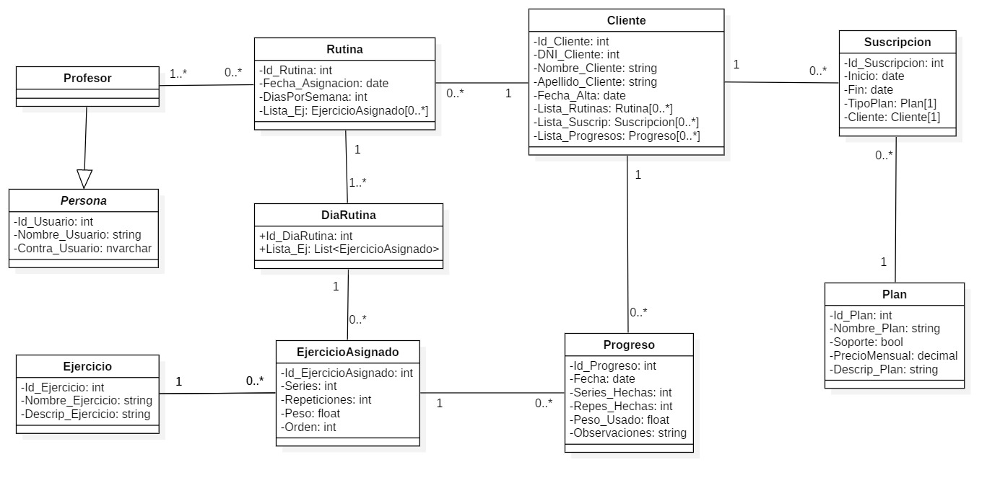 Profesor
1..*
0..*
Rutina
-Id_Rutina: int
-Fecha_Asignacion: date
-DiasPorSemana: int
-Lista_Ej: EjercicioAsignado[0..*]
0..*
1
Cliente
-Id_Cliente: int
-DNI_Cliente: int
-Nombre_Cliente: string
-Apellido_Cliente: string
-Fecha_Alta: date
-Lista_Rutinas: Rutina[0..*]
-Lista_Suscrip: Suscripcion[0..*]
-Lista_Progresos: Progreso[0..*]
1
0..*
Suscripcion
-Id_Suscripcion: int
-Inicio: date
-Fin: date
-TipoPlan: Plan[1]
-Cliente: Cliente[1]
1
1..*
1
0..*
Persona
-Id_Usuario: int
-Nombre_Usuario: string
-Contra_Usuario: nvarchar
DiaRutina
+Id_DiaRutina: int
+Lista_Ej: List<EjercicioAsignado>
1
0..*
0..*
1
Plan
-Id_Plan: int
-Nombre_Plan: string
-Soporte: bool
-PrecioMensual: decimal
-Descrip_Plan: string
Ejercicio
-Id_Ejercicio: int
-Nombre_Ejercicio: string
-Descrip_Ejercicio: string
1
0..*
EjercicioAsignado
-Id_EjercicioAsignado: int
-Series: int
-Repeticiones: int
-Peso: float
-Orden: int
1
0..*
Progreso
-Id_Progreso: int
-Fecha: date
-Series_Hechas: int
-Repes_Hechas: int
-Peso_Usado: float
-Observaciones: string